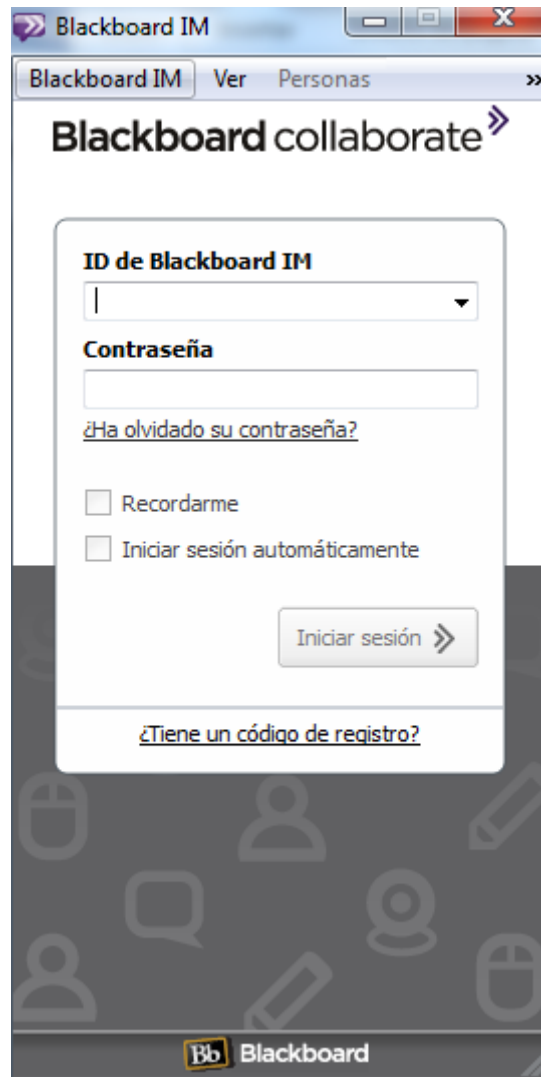 Blackboard IM
Blackboard IM Ver Personas »
Blackboard collaborate
ID de Blackboard IM
Contraseña
¿Ha olvidado su contraseña?
Recordarme
Iniciar sesión automáticamente
Iniciar sesión
¿Tiene un código de registro?
Bb Blackboard